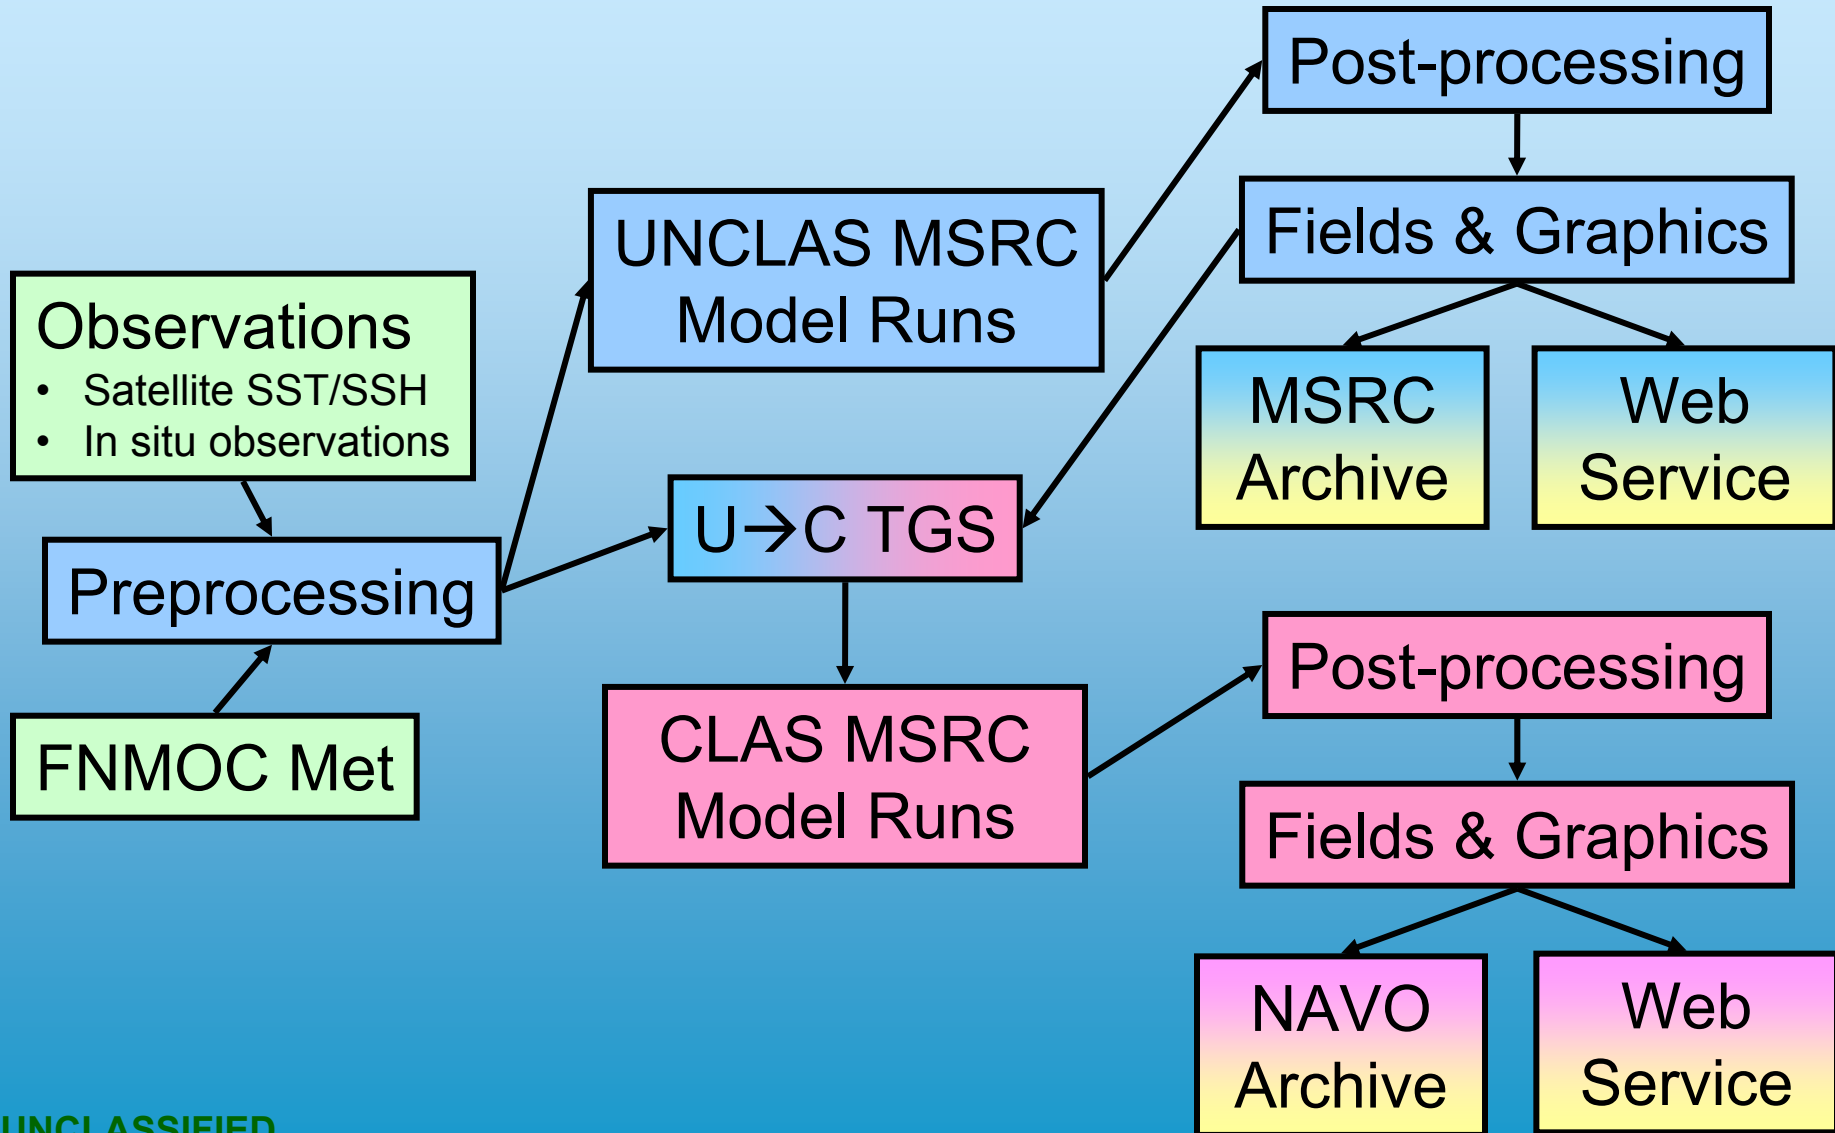 Observations
• Satellite SST/SSH
• In situ observations
Preprocessing
FNMOC Met
UNCLAS MSRC
Model Runs
U→C TGS
CLAS MSRC
Model Runs
Post-processing
Fields & Graphics
MSRC
Archive
Web
Service
Post-processing
Fields & Graphics
NAVO
Archive
Web
Service
UNCLASSIFIED